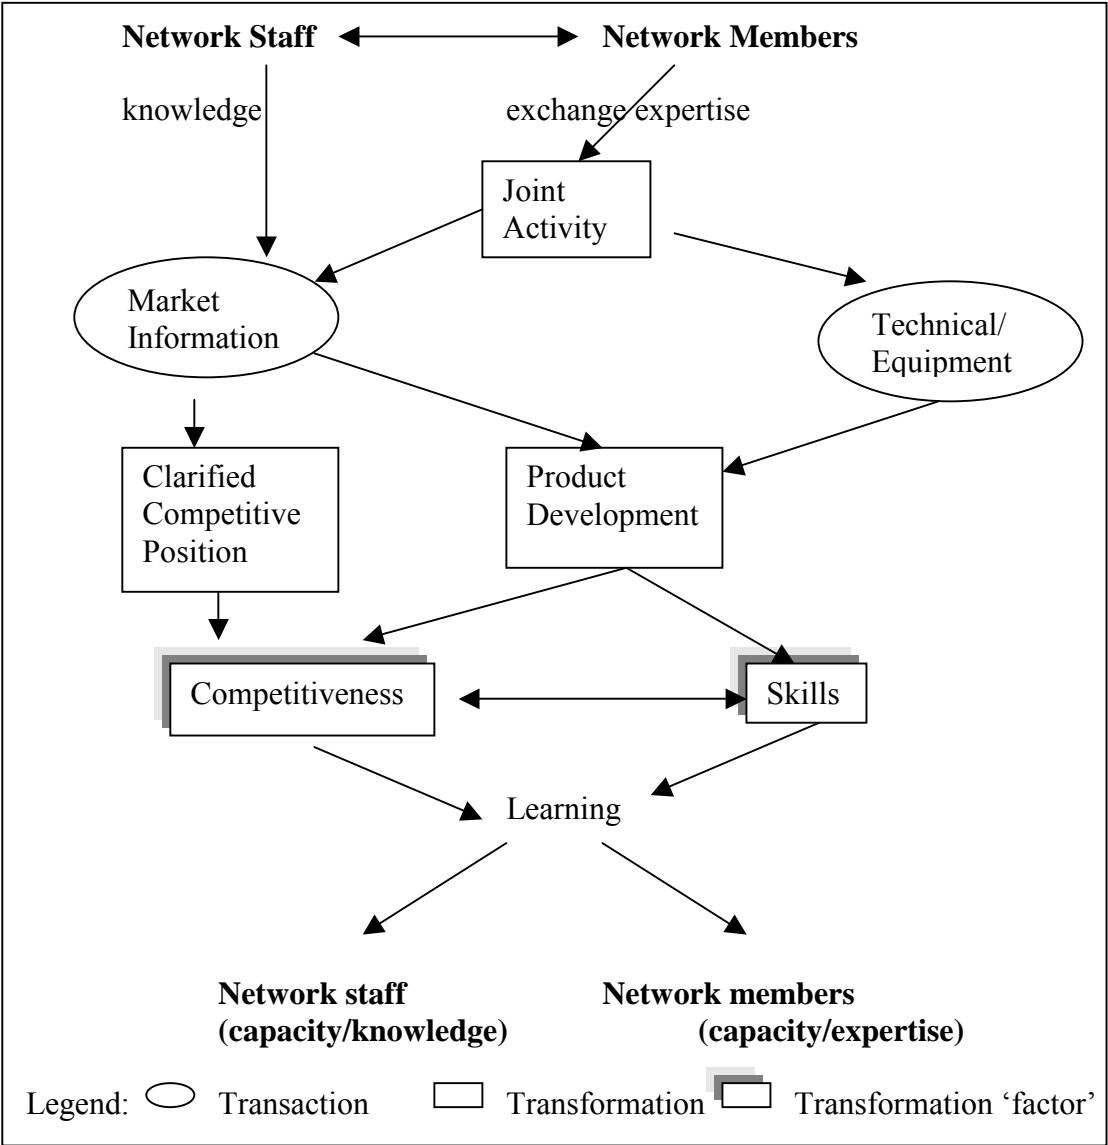 Network Staff Network Members
knowledge exchange expertise
Joint
Activity
Market
Information
Technical/
Equipment
Clarified
Competitive
Position
Product
Development
Competitiveness
Skills
Learning
Network staff
(capacity/knowledge)
Network members
(capacity/expertise)
Legend: Transaction Transformation Transformation ‘factor’